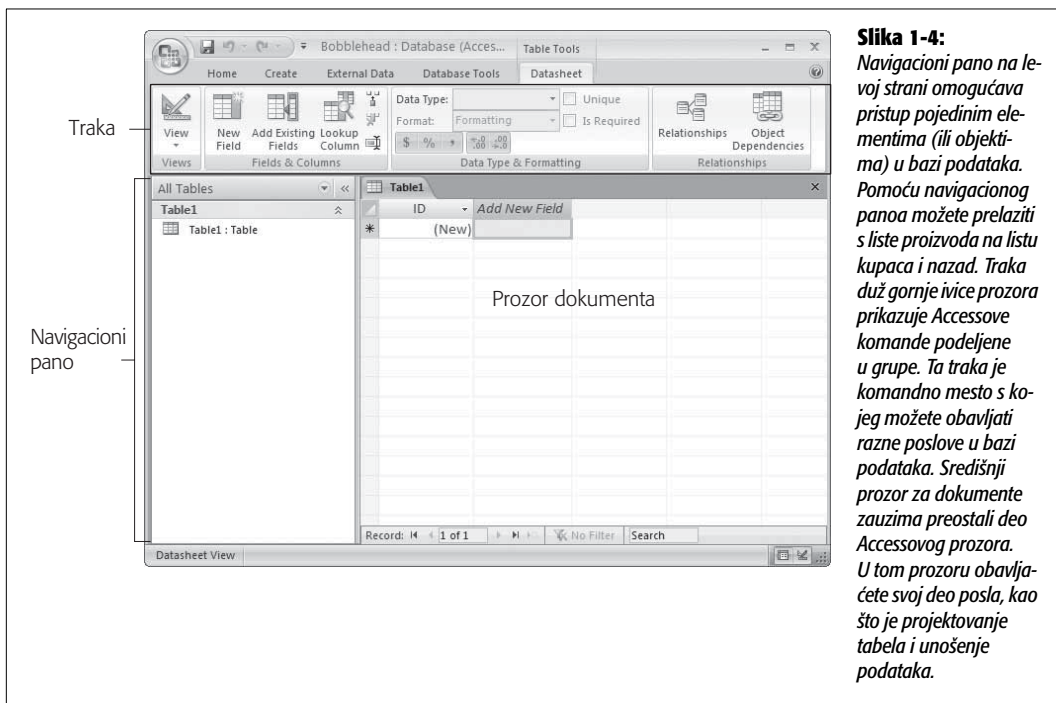 Bobblehead : Database (Acces...
Table Tools
Home
Create
External Data
Database Tools
Datasheet
Traka
View
New Field
Add Existing Fields
Lookup Column
Data Type:
Unique
Format:
Formatting
Is Required
$ % ,
Relationships
Object Dependencies
Views
Fields & Columns
Data Type & Formatting
Relationships
All Tables
Table1
Table1 : Table
Table1
ID
Add New Field
(New)
Prozor dokumenta
Navigacioni
pano
Record:
1 of 1
No Filter
Search
Datasheet View
Slika 1-4:
Navigacioni pano na le-
voj strani omogućava
pristup pojedinim ele-
mentima (ili objekti-
ma) u bazi podataka.
Pomoću navigacionog
panoa možete prelaziti
s liste proizvoda na listu
kupaca i nazad. Traka
duž gornje ivice prozora
prikazuje Accessove
komande podeljene
u grupe. Ta traka je
komandno mesto s ko-
jeg možete obavljati
razne poslove u bazi
podataka. Središnji
prozor za dokumente
zauzima preostali deo
Accessovog prozora.
U tom prozoru obavlja-
ćete svoj deo posla, kao
što je projektovanje
tabela i unošenje
podataka.